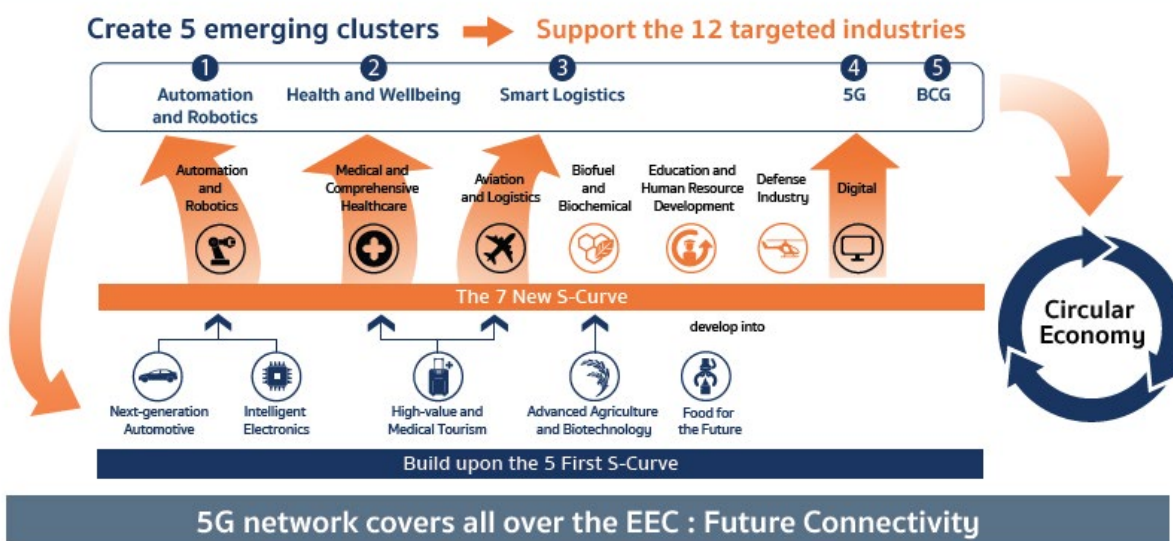 Create 5 emerging clusters Support the 12 targeted industries
1 2 3 4 5
Automation
and Robotics
Health and Wellbeing
Smart Logistics
5G
BCG
Automation
and
Robotics
Medical and
Comprehensive
Healthcare
Aviation
and Logistics
Biofuel
and
Biochemical
Education and
Human Resource
Development
Defense
Industry
Digital
The 7 New S-Curve
develop into
Next-generation
Automotive
Intelligent
Electronics
High-value and
Medical Tourism
Advanced Agriculture
and Biotechnology
Food for
the Future
Build upon the 5 First S-Curve
Circular
Economy
5G network covers all over the EEC : Future Connectivity